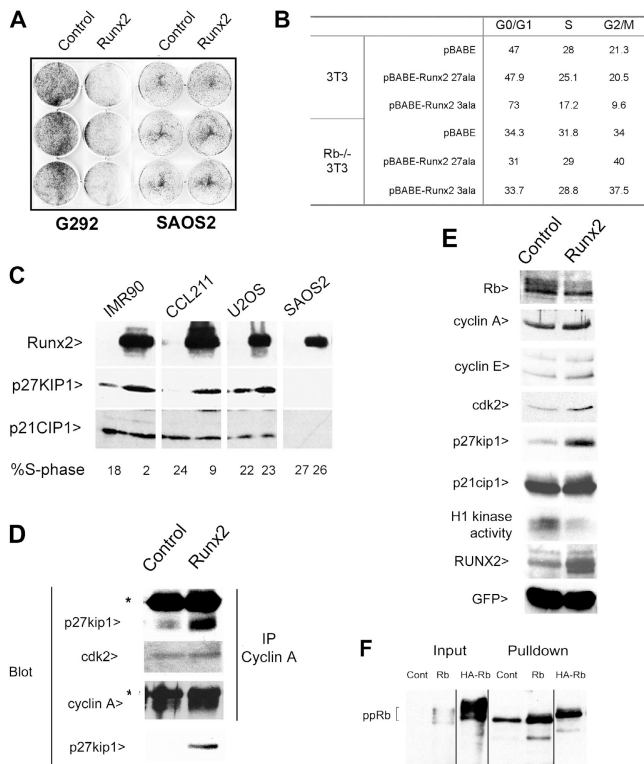 A
Control Runx2 Control Runx2
G292 SAOS2
B
G0/G1 S G2/M
3T3
pBABE 47 28 21.3
pBABE-Runx2 27ala 47.9 25.1 20.5
pBABE-Runx2 3ala 73 17.2 9.6
Rb-/- 3T3
pBABE 34.3 31.8 34
pBABE-Runx2 27ala 31 29 40
pBABE-Runx2 3ala 33.7 28.8 37.5
C
IMR90 CCL211 U2OS SAOS2
Runx2>
p27KIP1>
p21CIP1>
%S-phase 18 2 24 9 22 23 27 26
D
Control Runx2
Blot
*
p27kip1>
cdk2>
cyclin A> *
p27kip1>
IP
Cyclin A
E
Control Runx2
Rb>
cyclin A>
cyclin E>
cdk2>
p27kip1>
p21cip1>
H1 kinase
activity
RUNX2>
GFP>
F
Input Pulldown
Cont Rb HA-Rb Cont Rb HA-Rb
ppRb